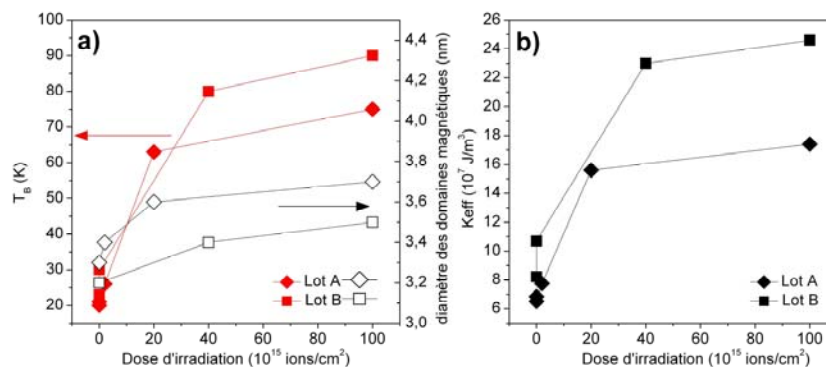 a)
100
90
80
70
60
50
40
30
20
T_B (K)
4,4
4,2
4,0
3,8
3,6
3,4
3,2
3,0
diamètre des domaines magnétiques (nm)
Lot A
Lot B
0 20 40 60 80 100
Dose d'irradiation (10^15 ions/cm^2)
b)
26
24
22
20
18
16
14
12
10
8
6
Keff (10^7 J/m^3)
Lot A
Lot B
0 20 40 60 80 100
Dose d'irradiation (10^15 ions/cm^2)